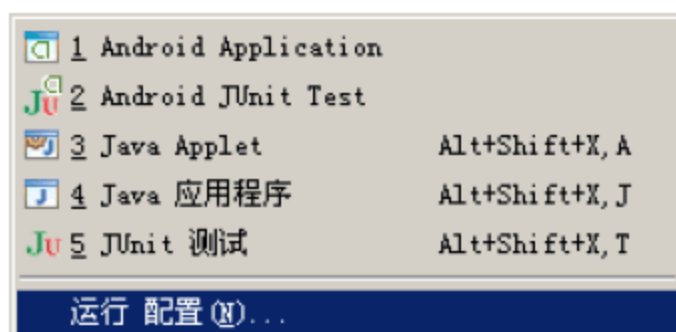 1 Android Application
2 Android JUnit Test
3 Java Applet Alt+Shift+X, A
4 Java 应用程序 Alt+Shift+X, J
5 JUnit 测试 Alt+Shift+X, T
运行 配置(N)...